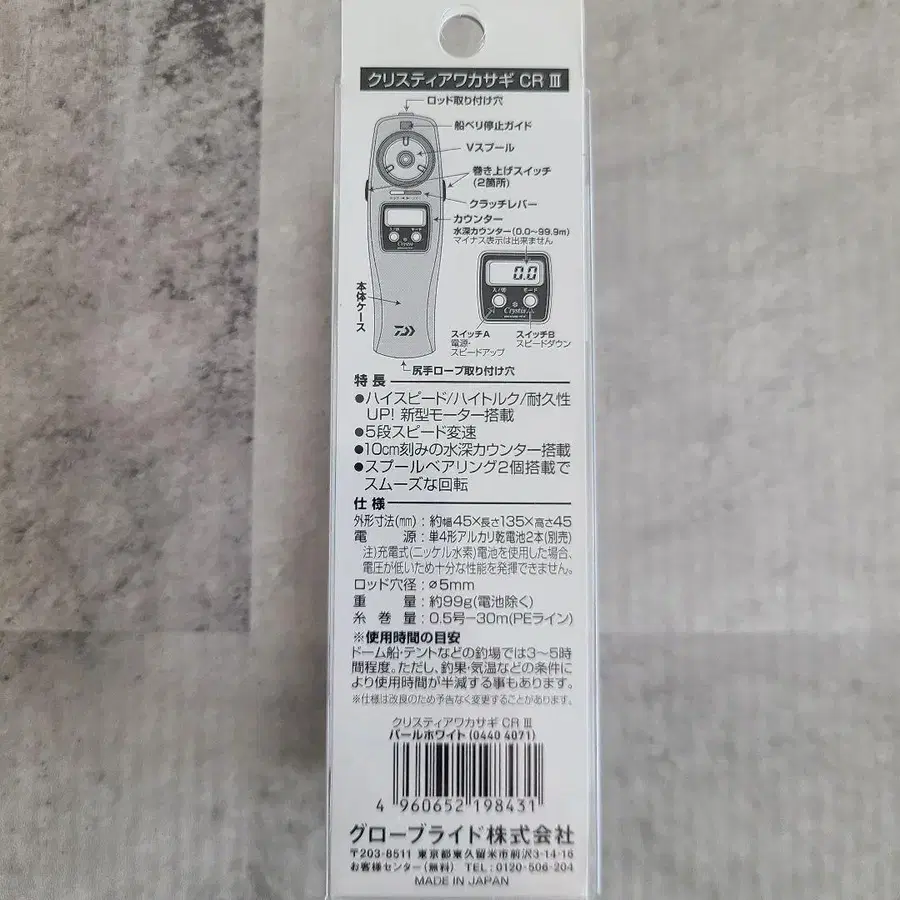 クリスティアワカサギ CR Ⅲ
ロッド取り付け穴
船ベリ停止ガイド
Vスプール
巻き上げスイッチ
(2箇所)
クラッチレバー
カウンター
水深カウンター(0.0~99.9m)
マイナス表示は出来ません
0.0
入/切 モード
Crystia
本体ケース
スイッチA
電源・
スピードアップ
スイッチB
スピードダウン
尻手ロープ取り付け穴
特長
●ハイスピード/ハイトルク/耐久性
UP! 新型モーター搭載
●5段スピード変速
●10cm刻みの水深カウンター搭載
●スプールベアリング2個搭載で
スムーズな回転
仕様
外形寸法(mm):約幅45×長さ135×高さ45
電 源:単4形アルカリ乾電池2本(別売)
注)充電式(ニッケル水素)電池を使用した場合、
電圧が低いため十分な性能を発揮できません。
ロッド穴径:⌀5mm
重 量:約99g(電池除く)
糸巻量:0.5号-30m(PEライン)
※使用時間の目安
ドーム船・テントなどの釣場では3~5時
間程度。ただし、釣果・気温などの条件に
より使用時間が半減する事もあります。
※仕様は改良のため予告なく変更することがあります。
クリスティアワカサギ CR Ⅲ
パールホワイト(0440 4071)
4 960652 198431
グローブライド株式会社
〒203-8511 東京都東久留米市前沢3-14-16
お客様センター(無料) TEL:0120-506-204
MADE IN JAPAN